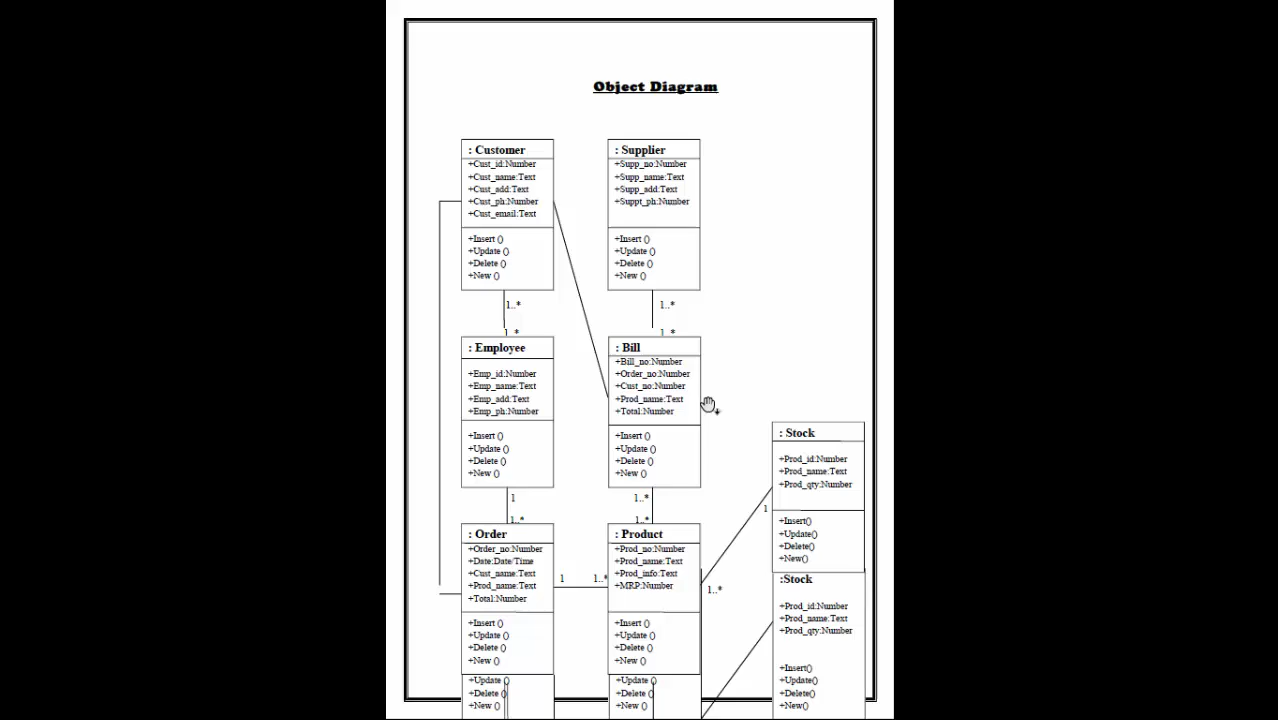 Object Diagram
: Customer
+Cust_id:Number
+Cust_name:Text
+Cust_add:Text
+Cust_ph:Number
+Cust_email:Text
+Insert ()
+Update ()
+Delete ()
+New ()
: Supplier
+Supp_no:Number
+Supp_name:Text
+Supp_add:Text
+Suppt_ph:Number
+Insert ()
+Update ()
+Delete ()
+New ()
1..*
1..*
1 *
1 *
: Employee
+Emp_id:Number
+Emp_name:Text
+Emp_add:Text
+Emp_ph:Number
+Insert ()
+Update ()
+Delete ()
+New ()
: Bill
+Bill_no:Number
+Order_no:Number
+Cust_no:Number
+Prod_name:Text
+Total:Number
+Insert ()
+Update ()
+Delete ()
+New ()
1
1..*
1..*
1..*
: Order
+Order_no:Number
+Date:Date/Time
+Cust_name:Text
+Prod_name:Text
+Total:Number
+Insert ()
+Update ()
+Delete ()
+New ()
1
1..*
: Product
+Prod_no:Number
+Prod_name:Text
+Prod_info:Text
+MRP:Number
+Insert ()
+Update ()
+Delete ()
+New ()
1
1..*
: Stock
+Prod_id:Number
+Prod_name:Text
+Prod_qty:Number
+Insert()
+Update()
+Delete()
+New()
:Stock
+Prod_id:Number
+Prod_name:Text
+Prod_qty:Number
+Insert()
+Update()
+Delete()
+New()
+Update ()
+Delete ()
+New ()
+Update ()
+Delete ()
+New ()